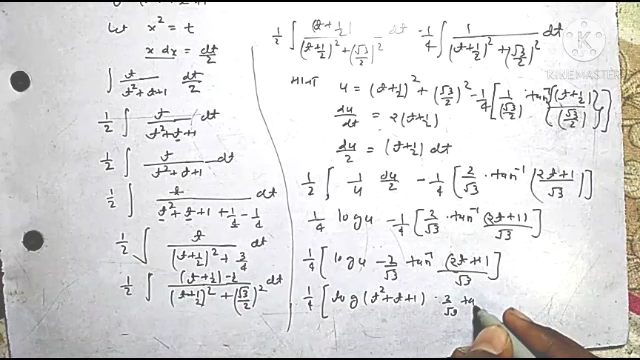 let x² = t
x dx = dt/2
∫ t/(t²+t+1) dt/2
1/2 ∫ t/(t²+t+1) dt
1/2 ∫ t/(t²+t+1) dt
1/2 ∫ t/(t²+t+1+1/4-1/4) dt
1/2 ∫ t/((t+1/2)²+3/4) dt
1/2 ∫ ((t+1/2)-1/2)/((t+1/2)²+(√3/2)²) dt
1/2 ∫ (t+1/2)/((t+1/2)²+(√3/2)²) dt -1/4 ∫ 1/((t+1/2)²+(√3/2)²) dt
माना u = (t+1/2)²+(√3/2)² -1/4 [1/(√3/2) tan⁻¹{(t+1/2)/(√3/2)}]
du/dt = 2(t+1/2)
du/2 = (t+1/2) dt
1/2 ∫ 1/u du/2 -1/4 [2/√3 · tan⁻¹ (2t+1/√3)]
1/4 log u -1/4 [2/√3 · tan⁻¹ (2t+1)/√3]
1/4 [log u -2/√3 tan⁻¹ (2t+1)/√3]
1/4 [log(t²+t+1) · 2/√3 ta
KINEMASTER